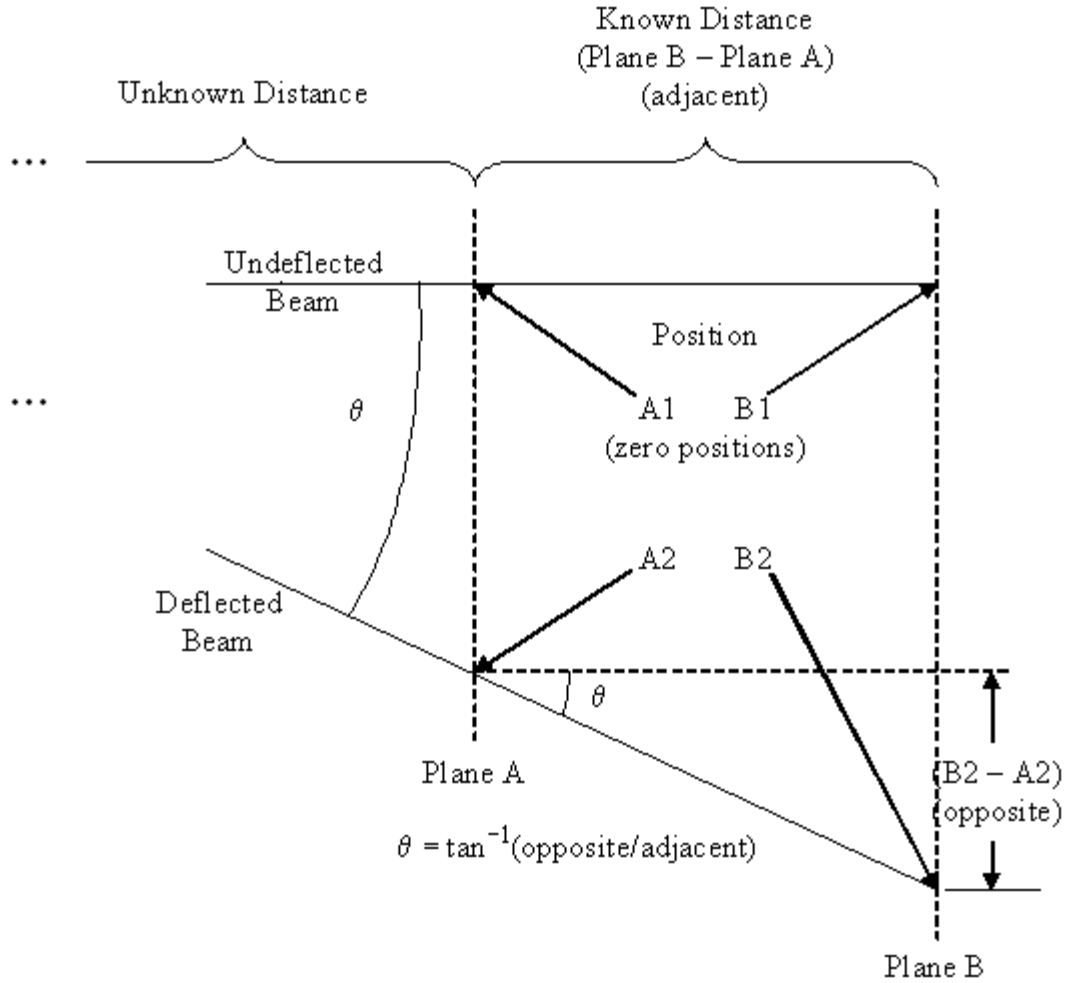 Known Distance
(Plane B – Plane A)
(adjacent)
Unknown Distance
...
Undeflected
Beam
Position
...
θ
A1 B1
(zero positions)
A2 B2
Deflected
Beam
θ
Plane A
(B2 – A2)
(opposite)
θ = tan⁻¹(opposite/adjacent)
Plane B